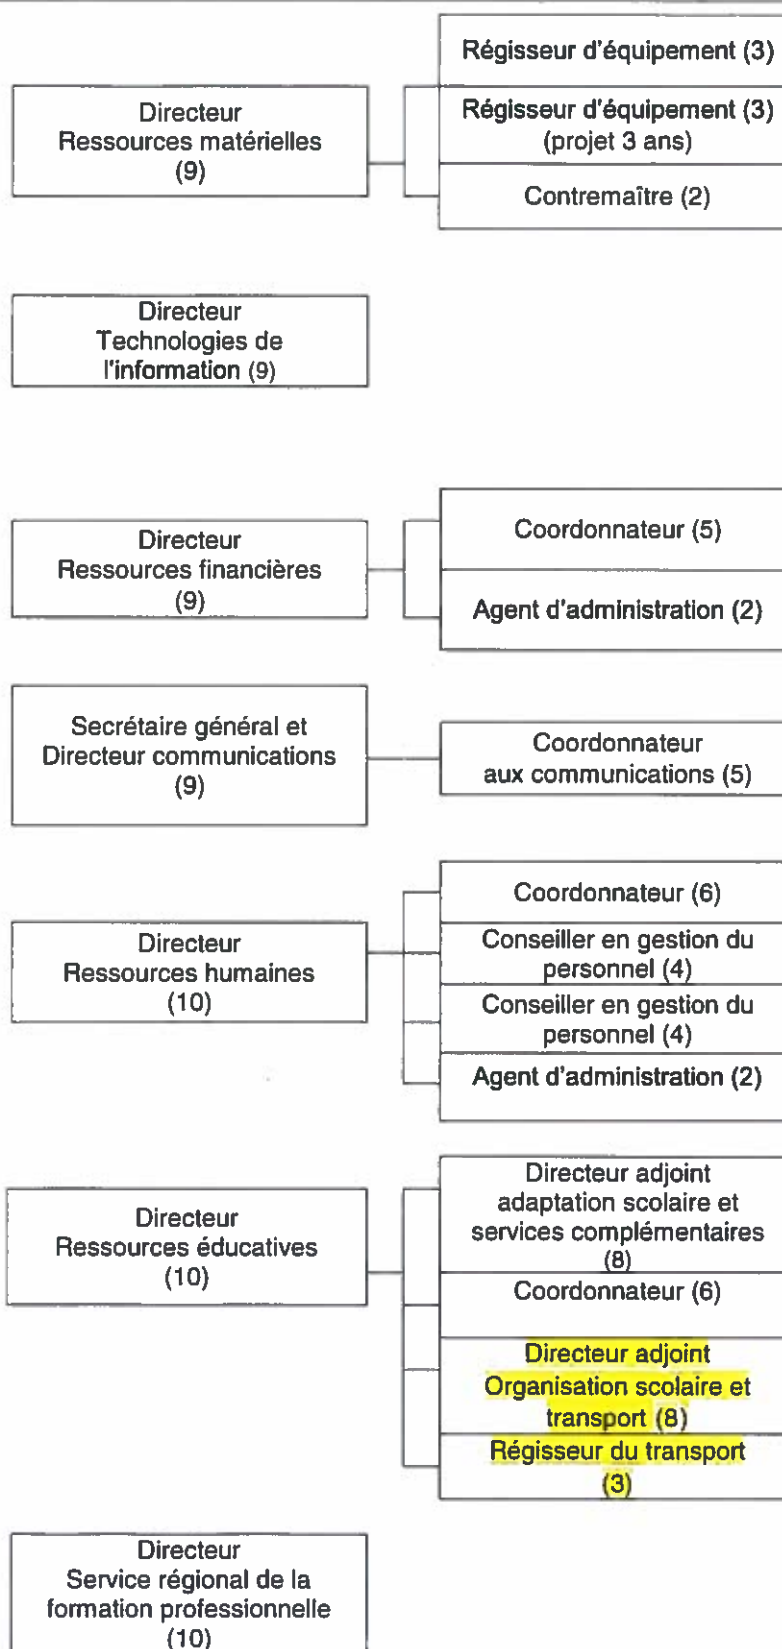 Régisseur d'équipement (3)
Directeur
Ressources matérielles
(9)
Régisseur d'équipement (3)
(projet 3 ans)
Contremaître (2)
Directeur
Technologies de
l'information (9)
Directeur
Ressources financières
(9)
Coordonnateur (5)
Agent d'administration (2)
Secrétaire général et
Directeur communications
(9)
Coordonnateur
aux communications (5)
Directeur
Ressources humaines
(10)
Coordonnateur (6)
Conseiller en gestion du
personnel (4)
Conseiller en gestion du
personnel (4)
Agent d'administration (2)
Directeur
Ressources éducatives
(10)
Directeur adjoint
adaptation scolaire et
services complémentaires
(8)
Coordonnateur (6)
Directeur adjoint
Organisation scolaire et
transport (8)
Régisseur du transport
(3)
Directeur
Service régional de la
formation professionnelle
(10)